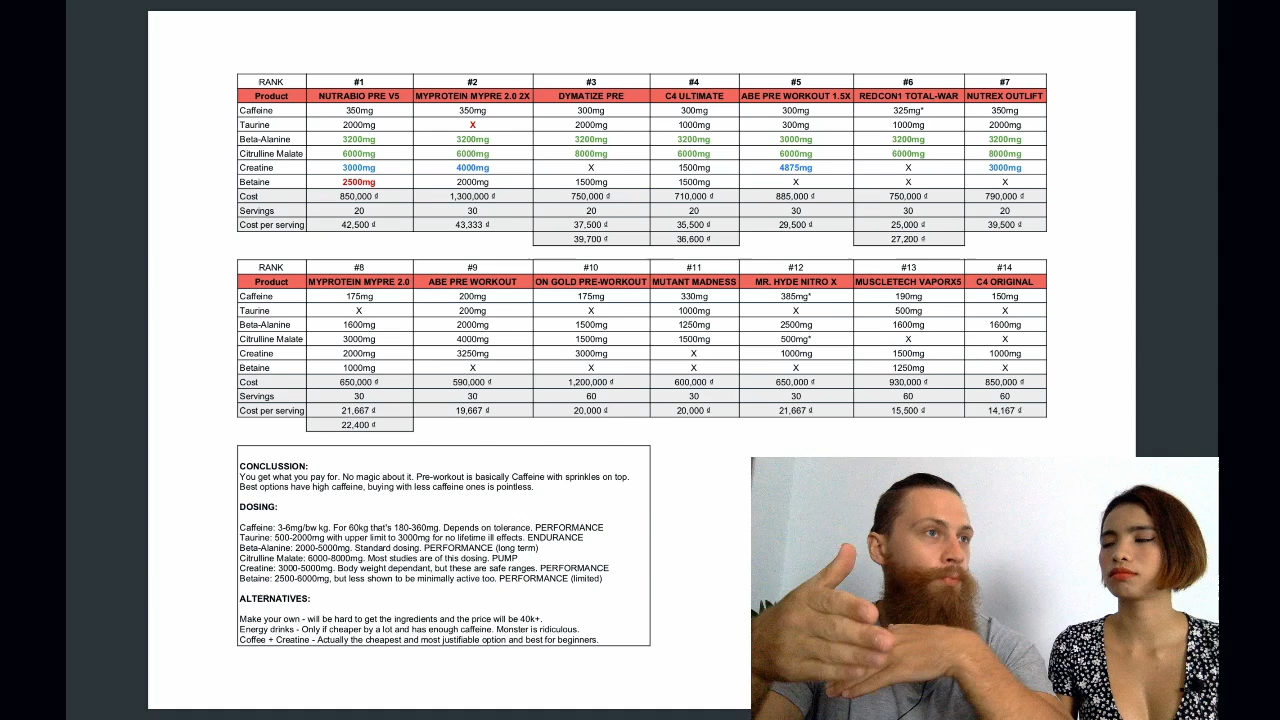 RANK #1 #2 #3 #4 #5 #6 #7
Product NUTRABIO PRE V5 MYPROTEIN MYPRE 2.0 2X DYMATIZE PRE C4 ULTIMATE ABE PRE WORKOUT 1.5X REDCON1 TOTAL-WAR NUTREX OUTLIFT
Caffeine 350mg 350mg 300mg 300mg 300mg 325mg* 350mg
Taurine 2000mg X 2000mg 1000mg 300mg 1000mg 2000mg
Beta-Alanine 3200mg 3200mg 3200mg 3200mg 3000mg 3200mg 3200mg
Citrulline Malate 6000mg 6000mg 8000mg 6000mg 6000mg 6000mg 8000mg
Creatine 3000mg 4000mg X 1500mg 4875mg X 3000mg
Betaine 2500mg 2000mg 1500mg 1500mg X X X
Cost 850,000 ₫ 1,300,000 ₫ 750,000 ₫ 710,000 ₫ 885,000 ₫ 750,000 ₫ 790,000 ₫
Servings 20 30 20 20 30 30 20
Cost per serving 42,500 ₫ 43,333 ₫ 37,500 ₫ 35,500 ₫ 29,500 ₫ 25,000 ₫ 39,500 ₫
39,700 ₫ 36,600 ₫ 27,200 ₫
RANK #8 #9 #10 #11 #12 #13 #14
Product MYPROTEIN MYPRE 2.0 ABE PRE WORKOUT ON GOLD PRE-WORKOUT MUTANT MADNESS MR. HYDE NITRO X MUSCLETECH VAPORX5 C4 ORIGINAL
Caffeine 175mg 200mg 175mg 330mg 385mg* 190mg 150mg
Taurine X 200mg X 1000mg X 500mg X
Beta-Alanine 1600mg 2000mg 1500mg 1250mg 2500mg 1600mg 1600mg
Citrulline Malate 3000mg 4000mg 1500mg 1500mg 500mg* X X
Creatine 2000mg 3250mg 3000mg X 1000mg 1500mg 1000mg
Betaine 1000mg X X X X 1250mg X
Cost 650,000 ₫ 590,000 ₫ 1,200,000 ₫ 600,000 ₫ 650,000 ₫ 930,000 ₫ 850,000 ₫
Servings 30 30 60 30 30 60 60
Cost per serving 21,667 ₫ 19,667 ₫ 20,000 ₫ 20,000 ₫ 21,667 ₫ 15,500 ₫ 14,167 ₫
22,400 ₫
CONCLUSSION:
You get what you pay for. No magic about it. Pre-workout is basically Caffeine with sprinkles on top.
Best options have high caffeine, buying with less caffeine ones is pointless.
DOSING:
Caffeine: 3-6mg/bw kg. For 60kg that's 180-360mg. Depends on tolerance. PERFORMANCE
Taurine: 500-2000mg with upper limit to 3000mg for no lifetime ill effects. ENDURANCE
Beta-Alanine: 2000-5000mg. Standard dosing. PERFORMANCE (long term)
Citrulline Malate: 6000-8000mg. Most studies are of this dosing. PUMP
Creatine: 3000-5000mg. Body weight dependant, but these are safe ranges. PERFORMANCE
Betaine: 2500-6000mg, but less shown to be minimally active too. PERFORMANCE (limited)
ALTERNATIVES:
Make your own - will be hard to get the ingredients and the price will be 40k+.
Energy drinks - Only if cheaper by a lot and has enough caffeine. Monster is ridiculous.
Coffee + Creatine - Actually the cheapest and most justifiable option and best for beginners.